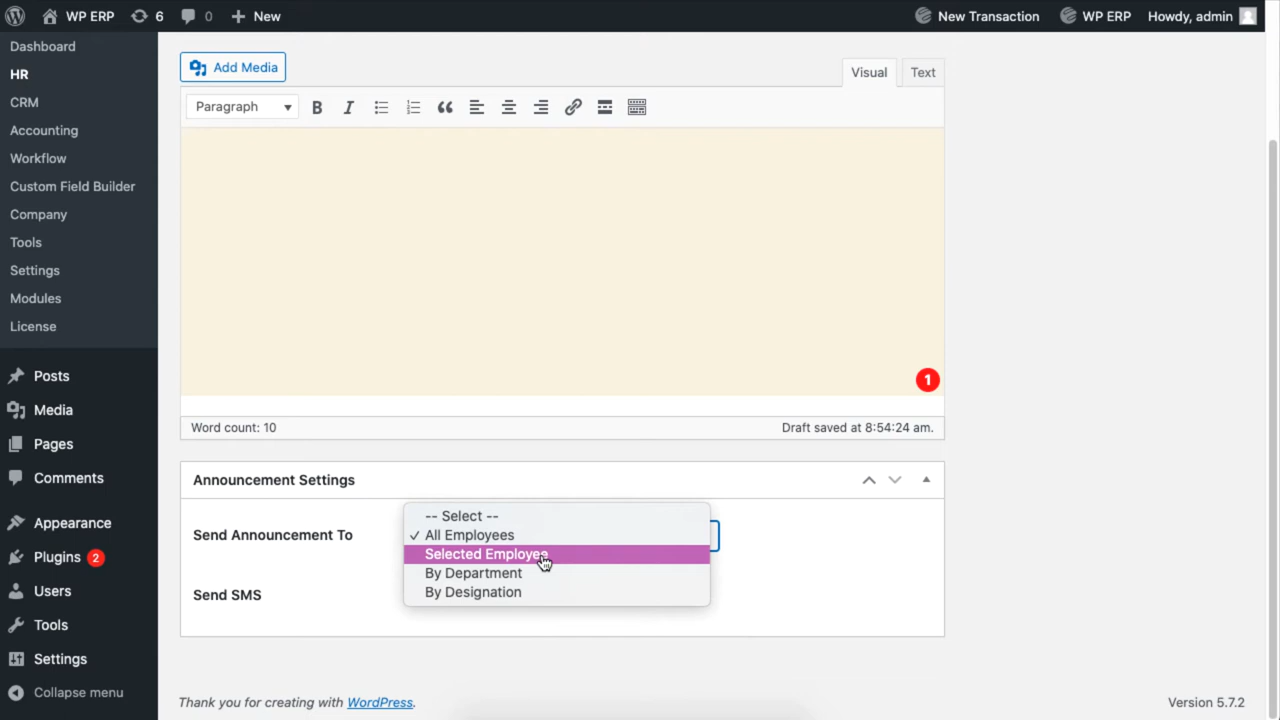 WP ERP 6 0 New New Transaction WP ERP Howdy, admin
Dashboard
HR
CRM
Accounting
Workflow
Custom Field Builder
Company
Tools
Settings
Modules
License
Posts
Media
Pages
Comments
Appearance
Plugins 2
Users
Tools
Settings
Collapse menu
Add Media
Visual Text
Paragraph
1
Word count: 10 Draft saved at 8:54:24 am.
Announcement Settings
Send Announcement To
-- Select --
✓ All Employees
Selected Employee
By Department
By Designation
Send SMS
Thank you for creating with WordPress. Version 5.7.2